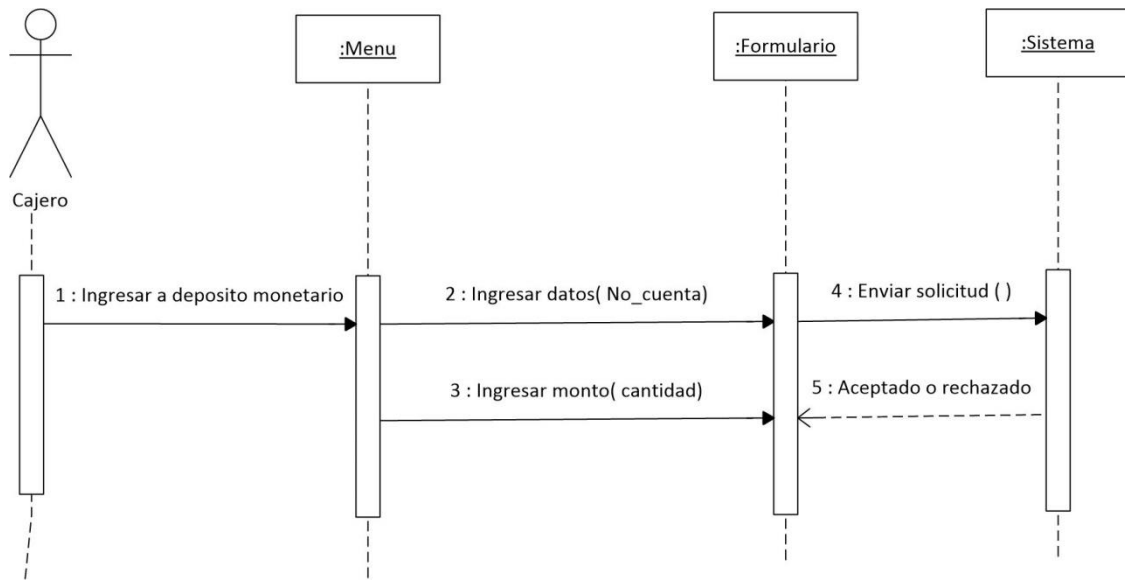 :Menu
:Formulario
:Sistema
Cajero
1 : Ingresar a deposito monetario
2 : Ingresar datos( No_cuenta)
4 : Enviar solicitud ( )
3 : Ingresar monto( cantidad)
5 : Aceptado o rechazado